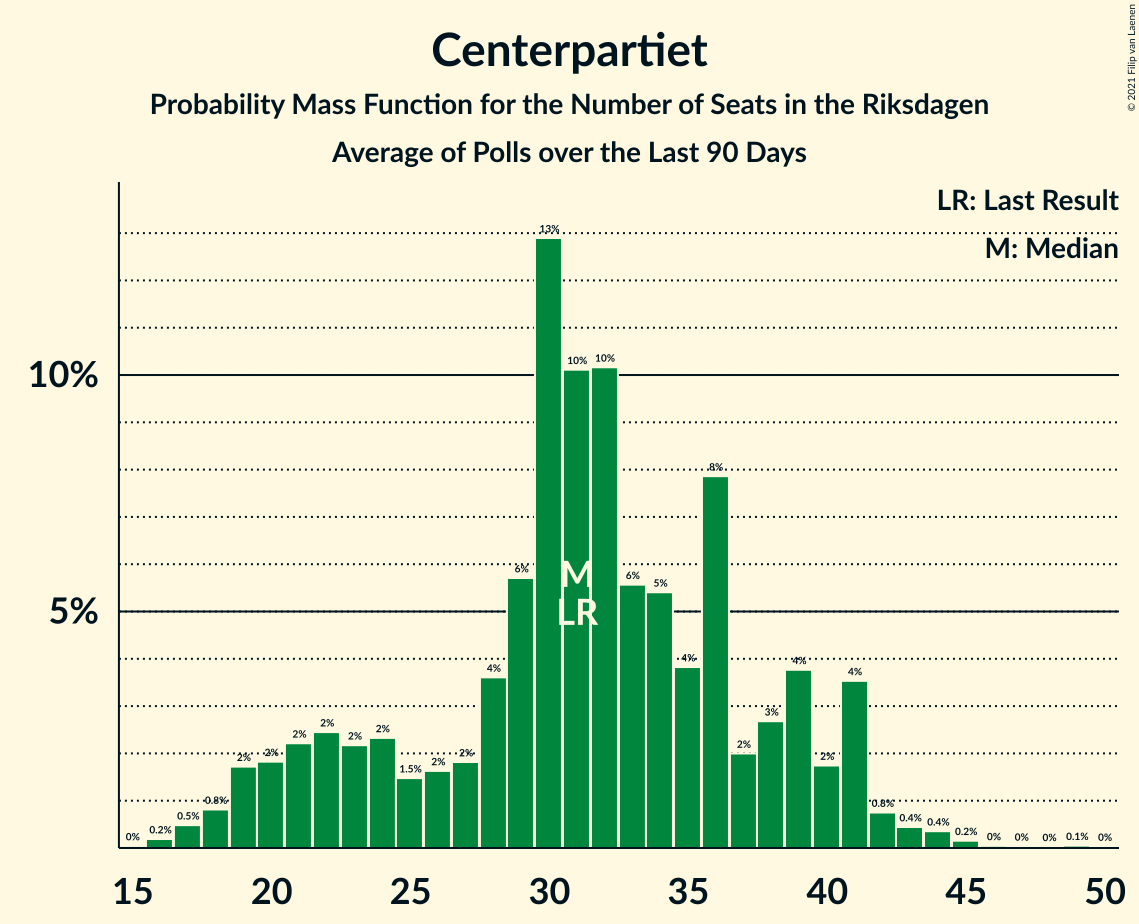 Centerpartiet
Probability Mass Function for the Number of Seats in the Riksdagen
Average of Polls over the Last 90 Days
© 2021 Filip van Laenen
LR: Last Result
M: Median
10%
5%
0% 0.2% 0.5% 0.8% 2% 2% 2% 2% 2% 2% 1.5% 2% 2% 4% 6% 13% 10% 10% 6% 5% 4% 8% 2% 3% 4% 2% 4% 0.8% 0.4% 0.4% 0.2% 0% 0% 0% 0.1% 0%
M
LR
15 20 25 30 35 40 45 50